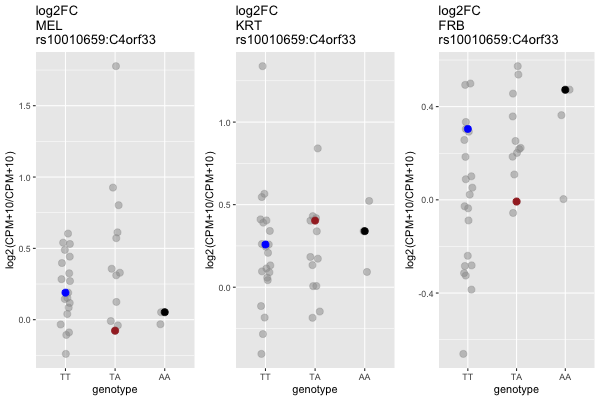 log2FC
MEL
rs10010659:C4orf33
log2(CPM+10/CPM+10)
1.5
1.0
0.5
0.0
TT
TA
AA
genotype
log2FC
KRT
rs10010659:C4orf33
log2(CPM+10/CPM+10)
1.0
0.5
0.0
TT
TA
AA
genotype
log2FC
FRB
rs10010659:C4orf33
log2(CPM+10/CPM+10)
0.4
0.0
-0.4
TT
TA
AA
genotype